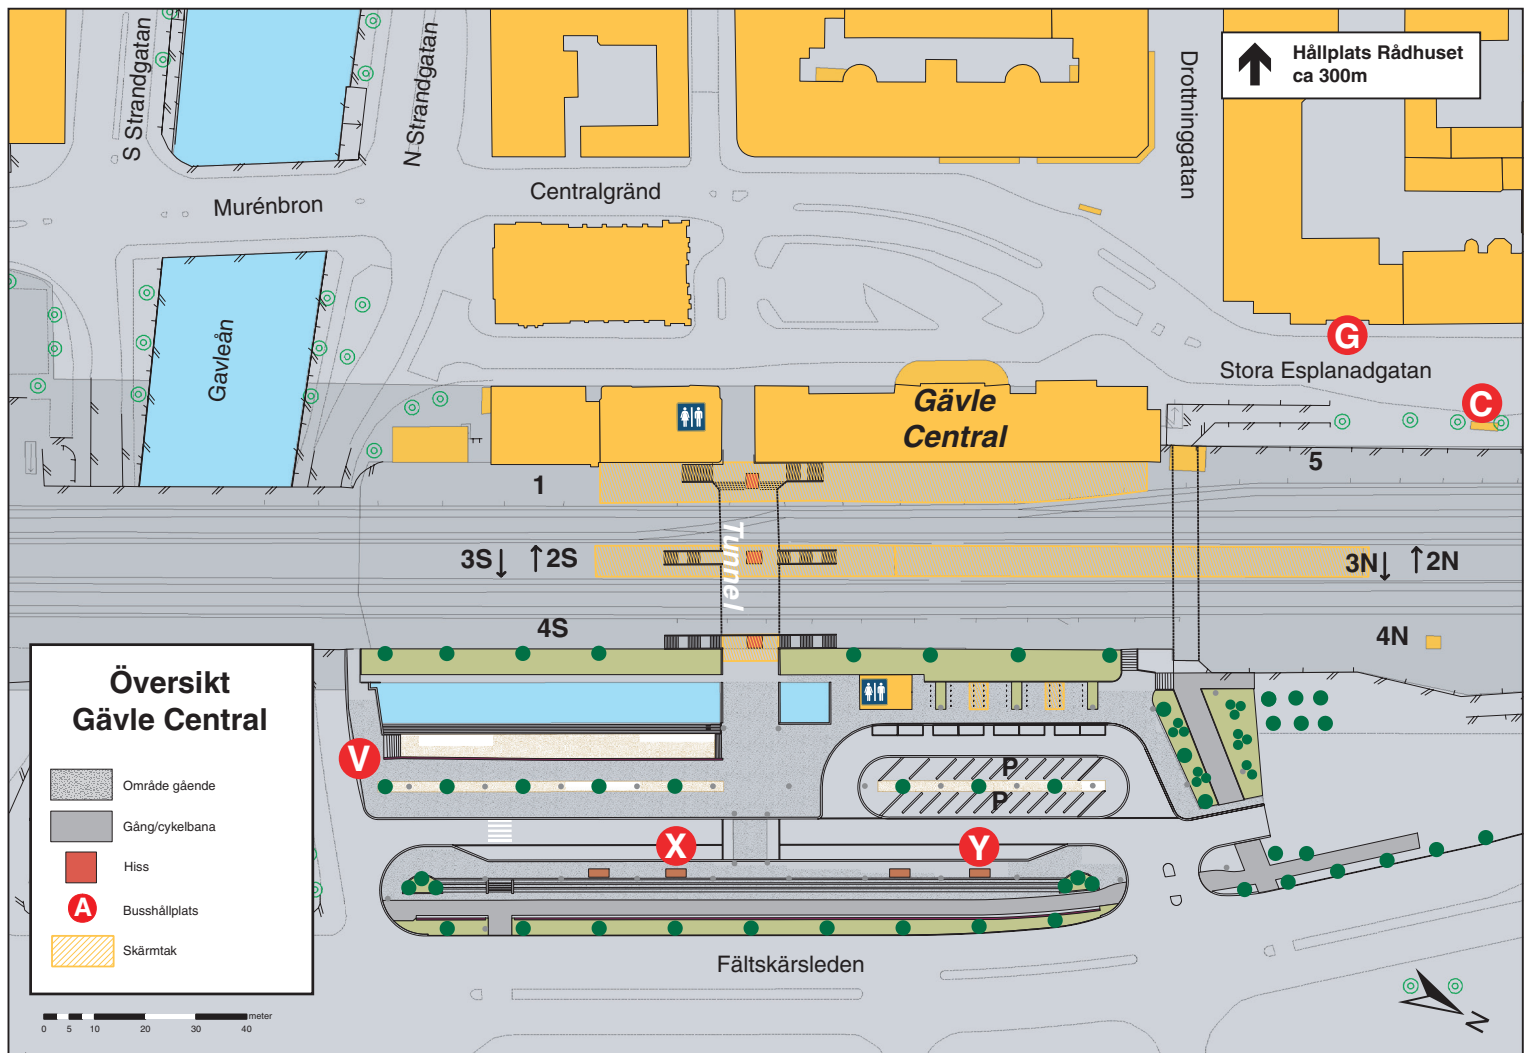 Hållplats Rådhuset
ca 300m
S Strandgatan
N Strandgatan
Drottninggatan
Murénbron
Centralgränd
Gavleån
G
Stora Esplanadgatan
C
Gävle
Central
1
5
Tunnel
3S
2S
3N
2N
4S
4N
V
P
P
X
Y
Fältskärsleden
Översikt
Gävle Central
Område gående
Gång/cykelbana
Hiss
A
Busshållplats
Skärmtak
meter
0 5 10 20 30 40
N